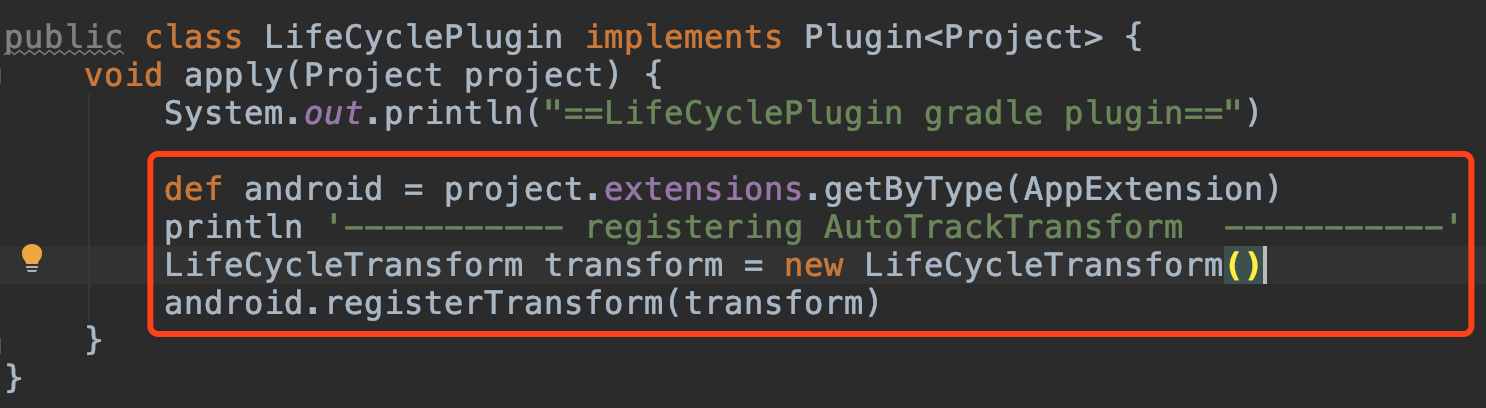 public class LifeCyclePlugin implements Plugin<Project> {
    void apply(Project project) {
        System.out.println("==LifeCyclePlugin gradle plugin==")
        def android = project.extensions.getByType(AppExtension)
        println '----------- registering AutoTrackTransform  -----------'
        LifeCycleTransform transform = new LifeCycleTransform()
        android.registerTransform(transform)
    }
}